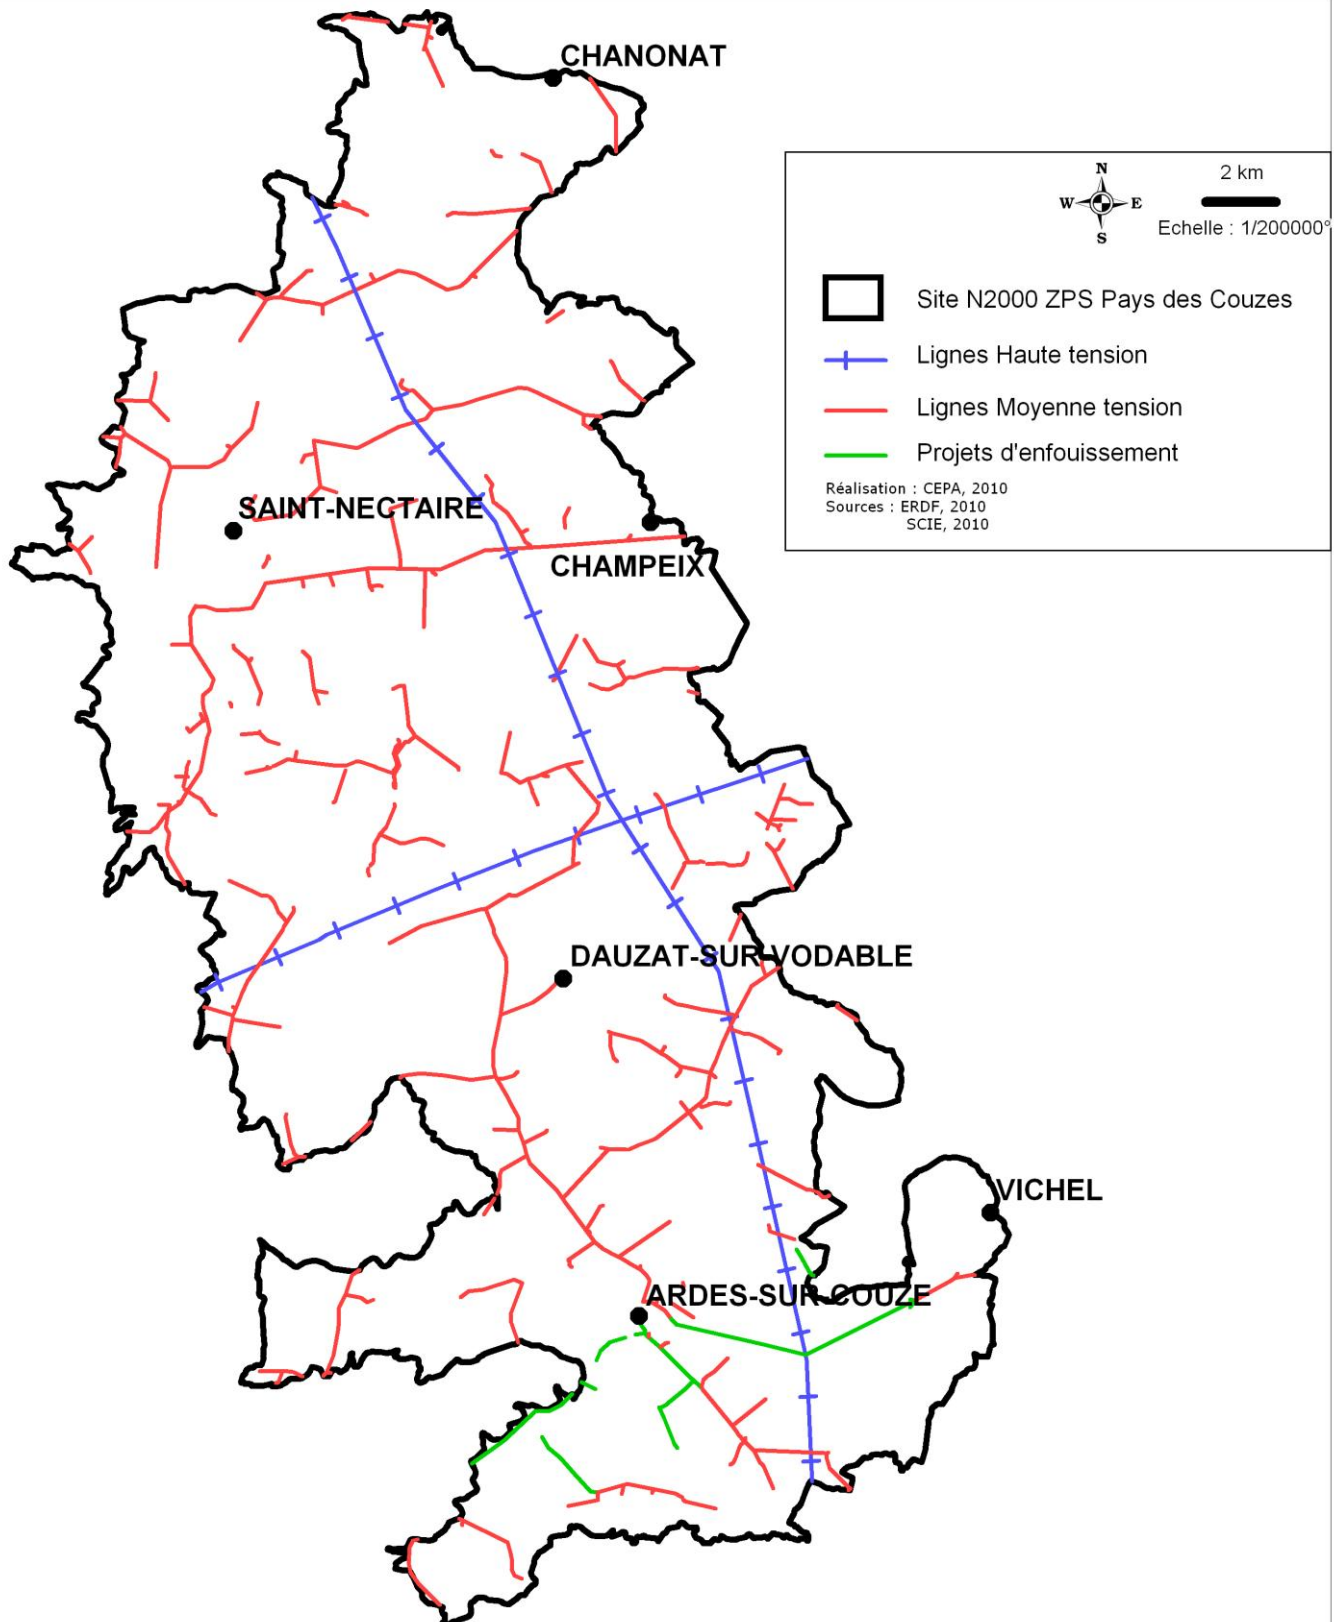 CHANONAT
N
W E
S
2 km
Echelle : 1/200000°
Site N2000 ZPS Pays des Couzes
Lignes Haute tension
Lignes Moyenne tension
Projets d'enfouissement
Réalisation : CEPA, 2010
Sources : ERDF, 2010
SCIE, 2010
SAINT-NECTAIRE
CHAMPEIX
DAUZAT-SUR-VODABLE
VICHEL
ARDES-SUR-COUZE